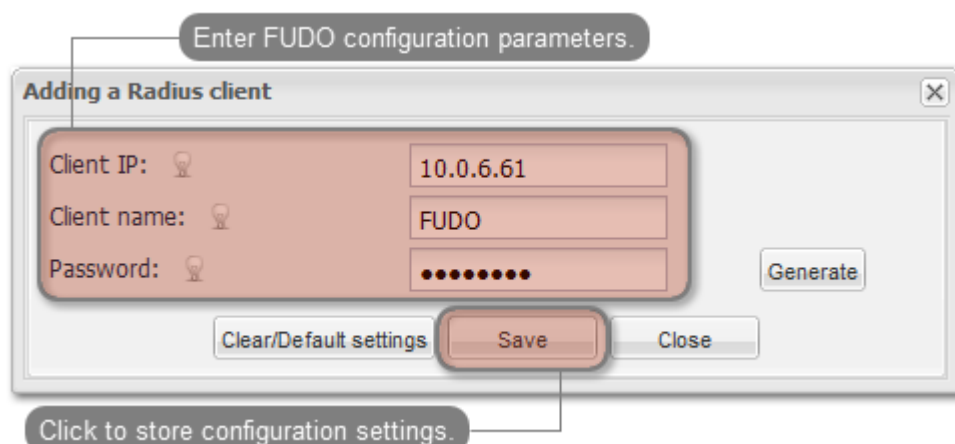 Enter FUDO configuration parameters.
Adding a Radius client
Client IP: 10.0.6.61
Client name: FUDO
Password: ●●●●●●●●
Generate
Clear/Default settings Save Close
Click to store configuration settings.